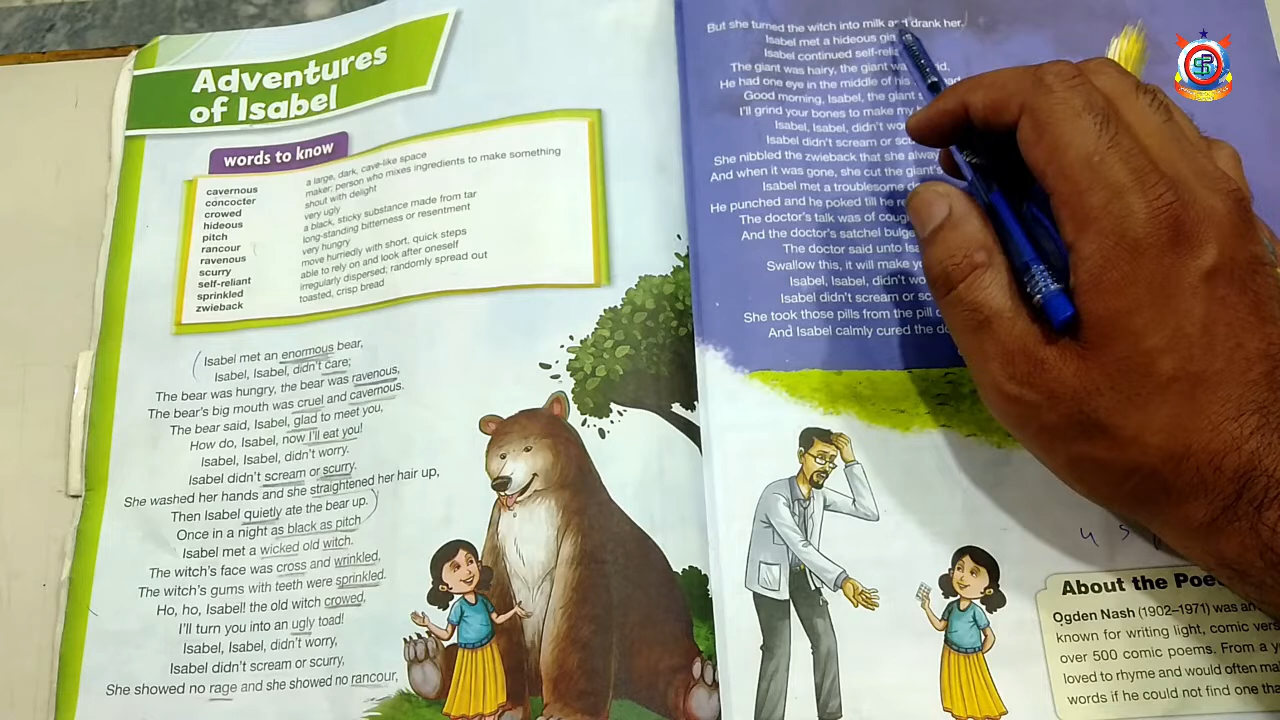 Adventures
of Isabel
words to know
cavernous a large, dark, cave-like space
concocter maker; person who mixes ingredients to make something
crowed shout with delight
hideous very ugly
pitch a black, sticky substance made from tar
rancour long-standing bitterness or resentment
ravenous very hungry
scurry move hurriedly with short, quick steps
self-reliant able to rely on and look after oneself
sprinkled irregularly dispersed; randomly spread out
zwieback toasted, crisp bread
Isabel met an enormous bear,
Isabel, Isabel, didn't care;
The bear was hungry, the bear was ravenous,
The bear's big mouth was cruel and cavernous.
The bear said, Isabel, glad to meet you,
How do, Isabel, now I'll eat you!
Isabel, Isabel, didn't worry.
Isabel didn't scream or scurry.
She washed her hands and she straightened her hair up,
Then Isabel quietly ate the bear up.
Once in a night as black as pitch
Isabel met a wicked old witch.
The witch's face was cross and wrinkled,
The witch's gums with teeth were sprinkled.
Ho, ho, Isabel! the old witch crowed,
I'll turn you into an ugly toad!
Isabel, Isabel, didn't worry,
Isabel didn't scream or scurry,
She showed no rage and she showed no rancour,
But she turned the witch into milk and drank her.
Isabel met a hideous
Isabel continued
The giant was hairy, the giant
He had one eye in the middle of his
Good morning, Isabel, the giant
I'll grind your bones to make
Isabel, Isabel, didn't
Isabel didn't scream or
She nibbled the zwieback that she
And when it was gone, she cut the giant's
Isabel met a troublesome
He punched and he poked till he
The doctor's talk was of
And the doctor's satchel
The doctor said unto
Swallow this, it will make
Isabel, Isabel, didn't
Isabel didn't scream or
She took those pills from the pill
And Isabel calmly cured the
4 5
About the
Ogden Nash (1902–1971) was an
known for writing light, comic
over 500 comic poems. From a
loved to rhyme and would often
words if he could not find one